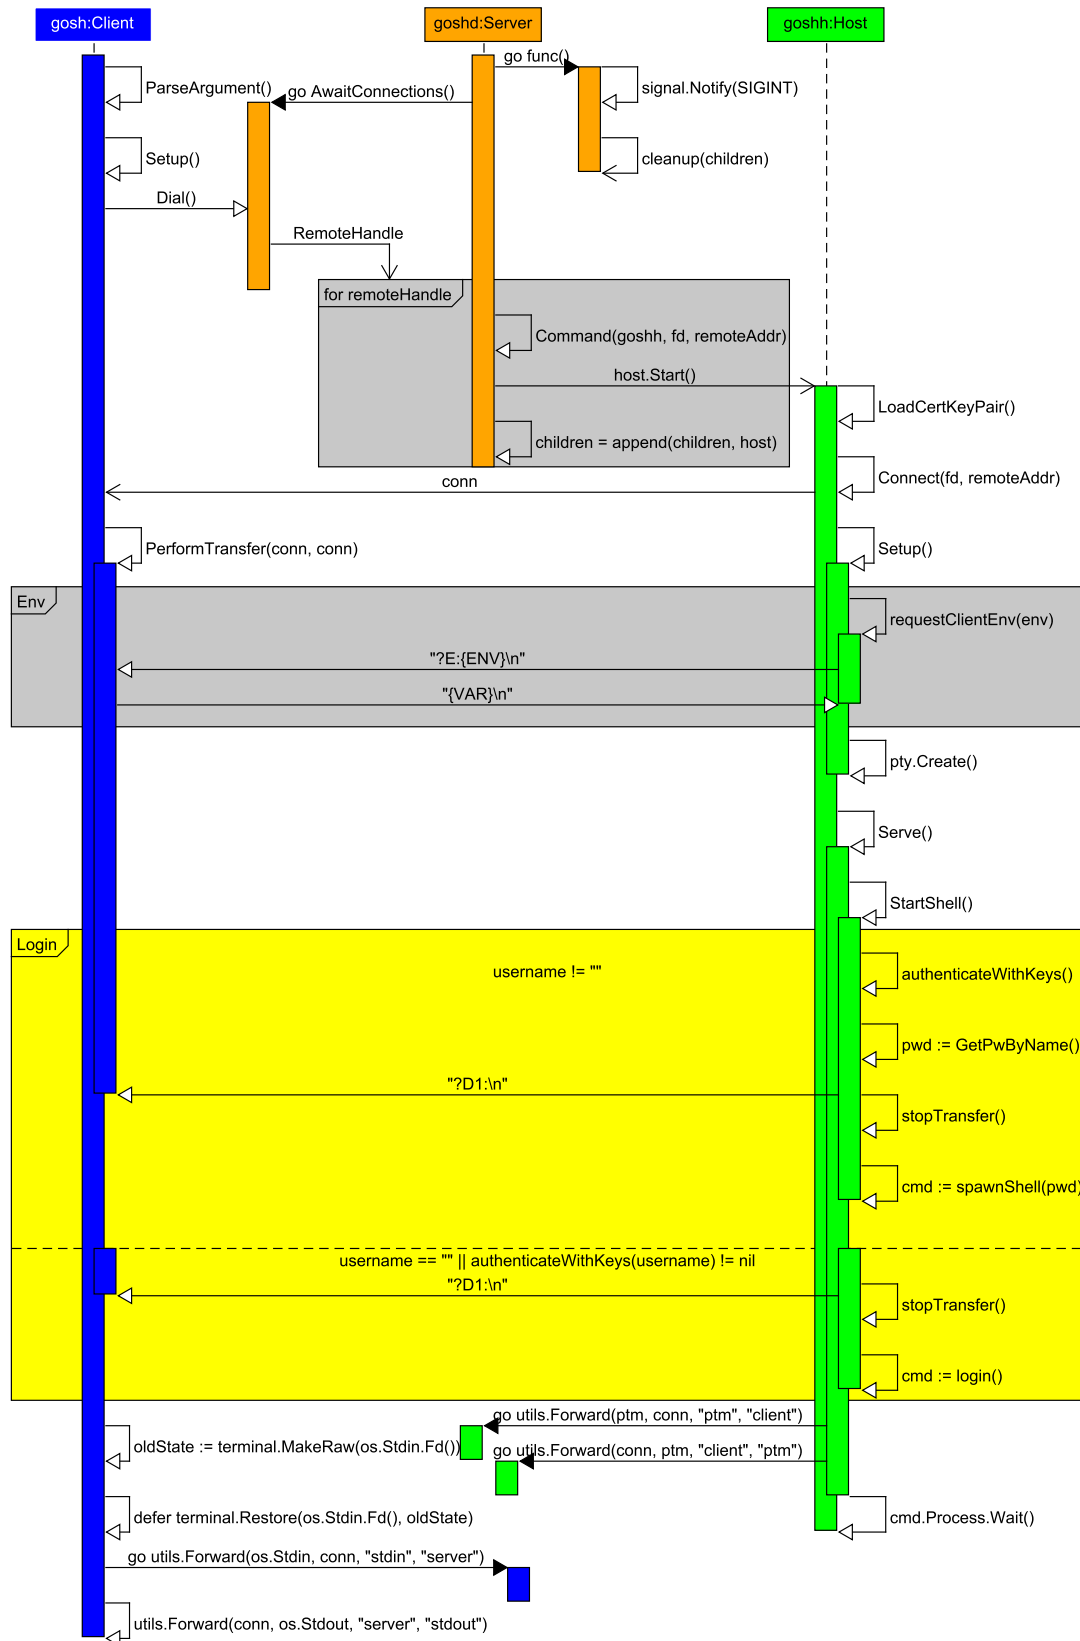 gosh:Client
goshd:Server
goshh:Host
go func()
ParseArgument()
signal.Notify(SIGINT)
go AwaitConnections()
Setup()
cleanup(children)
Dial()
RemoteHandle
for remoteHandle
Command(goshh, fd, remoteAddr)
host.Start()
LoadCertKeyPair()
children = append(children, host)
conn
Connect(fd, remoteAddr)
PerformTransfer(conn, conn)
Setup()
Env
requestClientEnv(env)
"?E:{ENV}\n"
"{VAR}\n"
pty.Create()
Serve()
StartShell()
Login
username != ""
authenticateWithKeys()
pwd := GetPwByName()
"?D1:\n"
stopTransfer()
cmd := spawnShell(pwd)
username == "" || authenticateWithKeys(username) != nil
"?D1:\n"
stopTransfer()
cmd := login()
go utils.Forward(ptm, conn, "ptm", "client")
oldState := terminal.MakeRaw(os.Stdin.Fd())
go utils.Forward(conn, ptm, "client", "ptm")
defer terminal.Restore(os.Stdin.Fd(), oldState)
cmd.Process.Wait()
go utils.Forward(os.Stdin, conn, "stdin", "server")
utils.Forward(conn, os.Stdout, "server", "stdout")